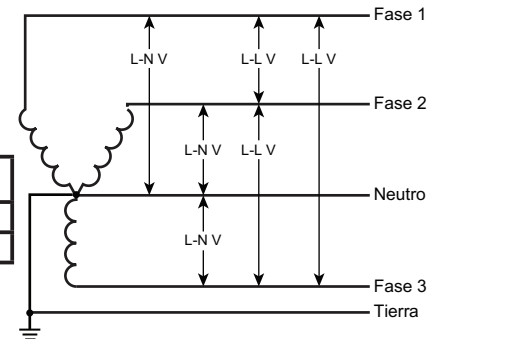 Fase 1
L-N V
L-L V
L-L V
Fase 2
L-N V
L-L V
Neutro
L-N V
Fase 3
Tierra